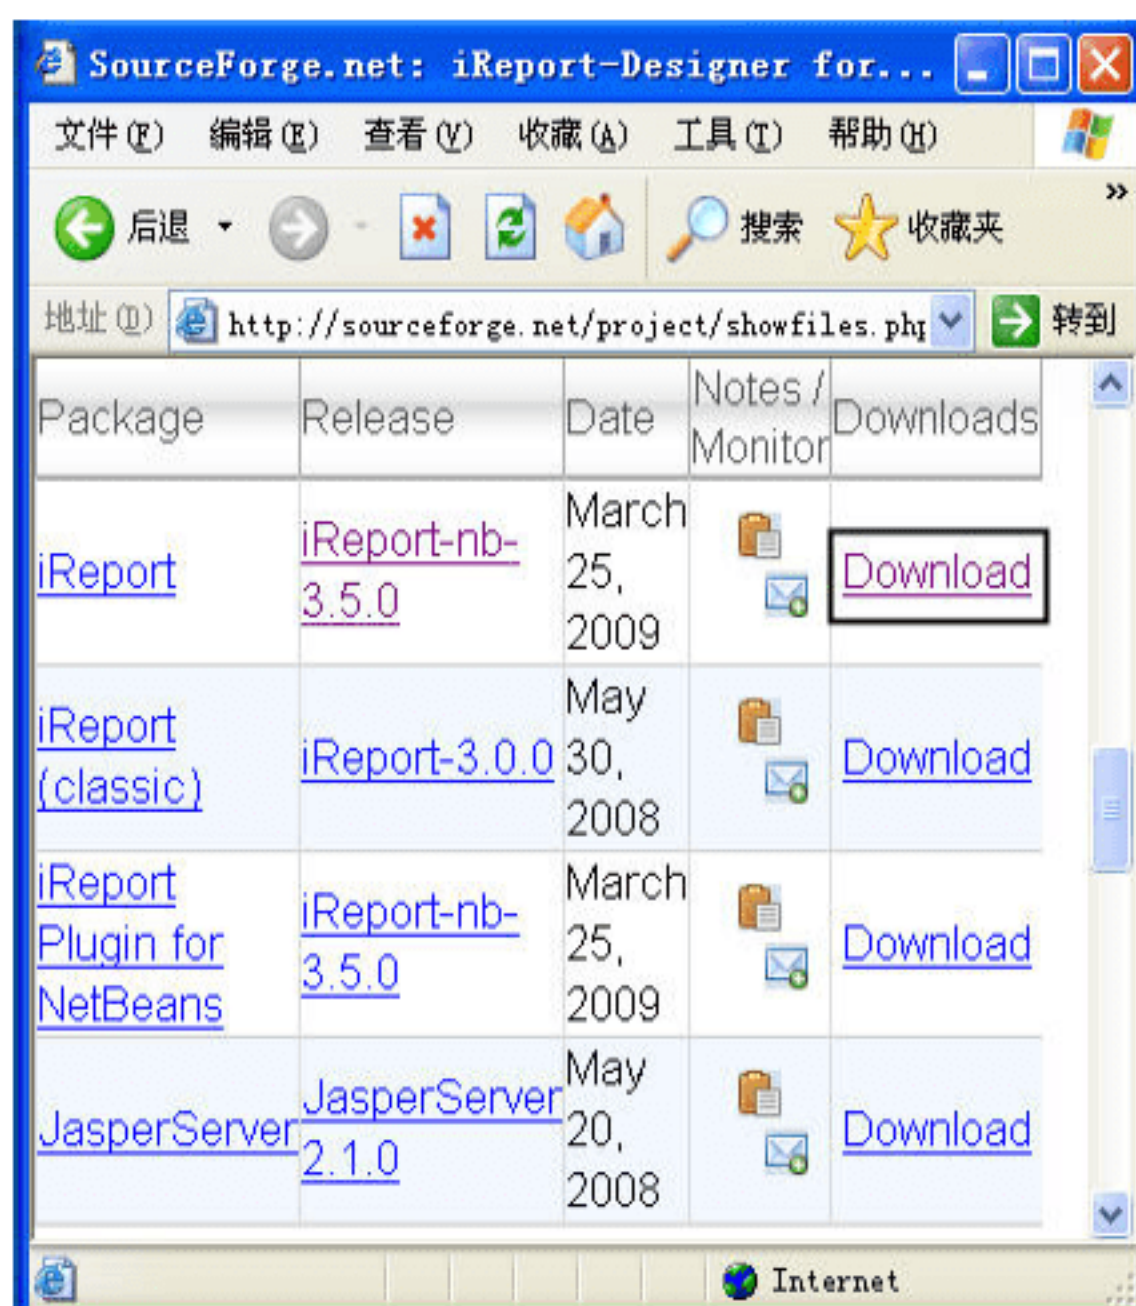 SourceForge.net: iReport-Designer for...
文件(F) 编辑(E) 查看(V) 收藏(A) 工具(T) 帮助(H)
后退 搜索 收藏夹 »
地址(D) http://sourceforge.net/project/showfiles.php 转到
Package Release Date Notes / Monitor Downloads
iReport iReport-nb-3.5.0 March 25, 2009 Download
iReport (classic) iReport-3.0.0 May 30, 2008 Download
iReport Plugin for NetBeans iReport-nb-3.5.0 March 25, 2009 Download
JasperServer JasperServer 2.1.0 May 20, 2008 Download
Internet